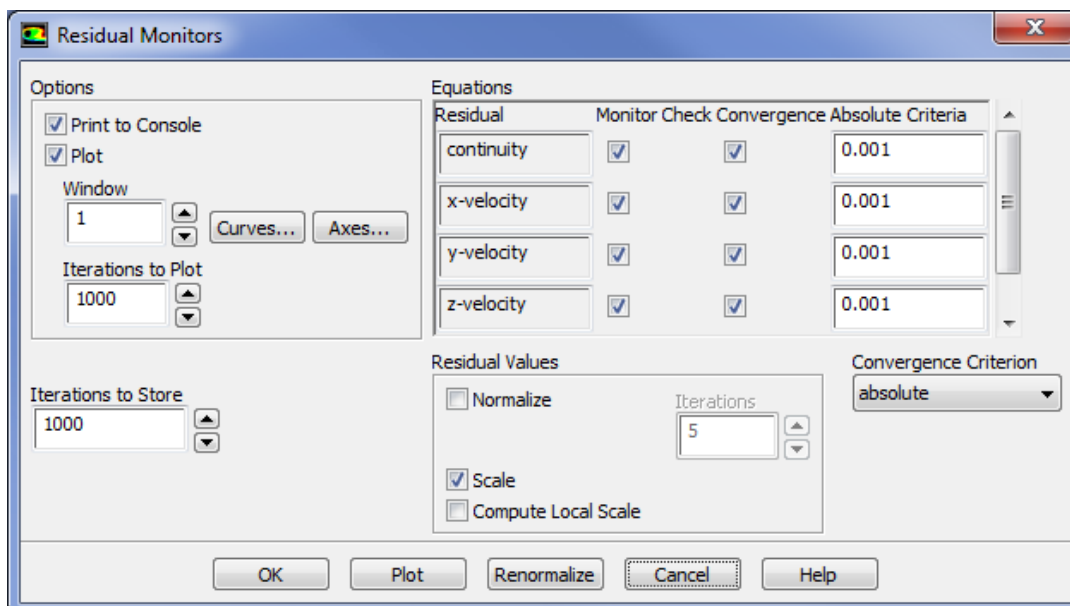 Residual Monitors
Options
Print to Console
Plot
Window
1
Curves... Axes...
Iterations to Plot
1000
Iterations to Store
1000
Equations
Residual Monitor Check Convergence Absolute Criteria
continuity 0.001
x-velocity 0.001
y-velocity 0.001
z-velocity 0.001
Residual Values
Normalize
Iterations
5
Scale
Compute Local Scale
Convergence Criterion
absolute
OK Plot Renormalize Cancel Help